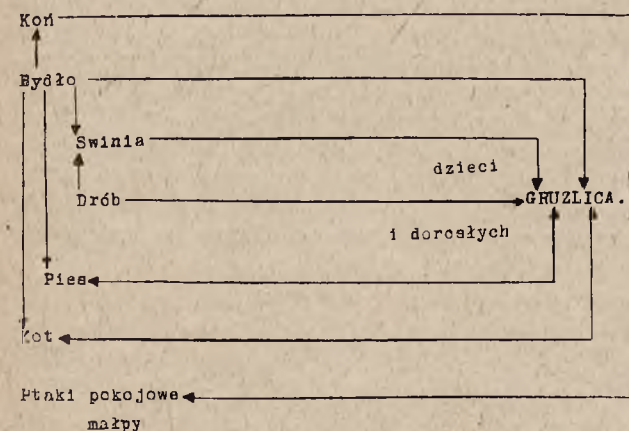 Koń
Bydło
Swinia
dzieci
Drób
GRUZLICA.
i dorosłych
Pies
Kot
Ptaki pokojowe
małpy